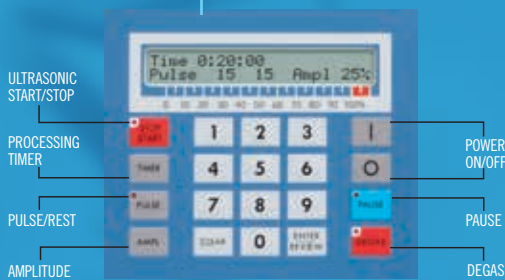 Time 0:20:00
Pulse 15 15 Ampl 25%
0 10 20 30 40 50 60 70 80 90 100%
ULTRASONIC
START/STOP
STOP
START
1 2 3
I
POWER
ON/OFF
PROCESSING
TIMER
TIMER
4 5 6
O
PULSE/REST
PULSE
7 8 9
PAUSE
PAUSE
AMPLITUDE
AMPL
CLEAR
0
ENTER
REVIEW
DEGAS
DEGAS